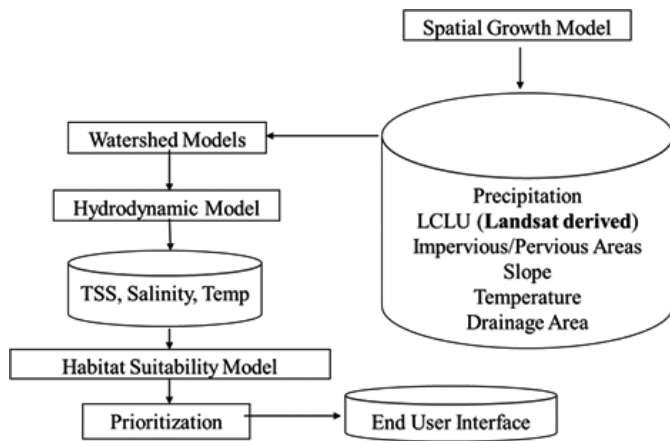 Spatial Growth Model
Watershed Models
Precipitation
LCLU (Landsat derived)
Impervious/Pervious Areas
Slope
Temperature
Drainage Area
Hydrodynamic Model
TSS, Salinity, Temp
Habitat Suitability Model
Prioritization
End User Interface